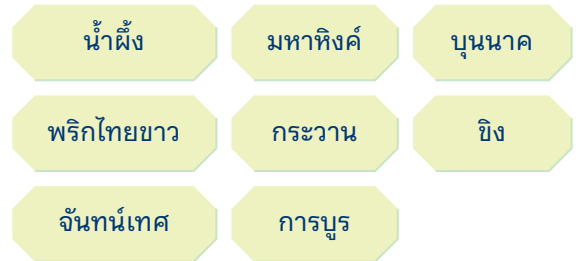 น้ำผึ้ง มหาหิงค์ บุนนาค
พริกไทยขาว กระวาน ขิง
จันทน์เทศ การบูร